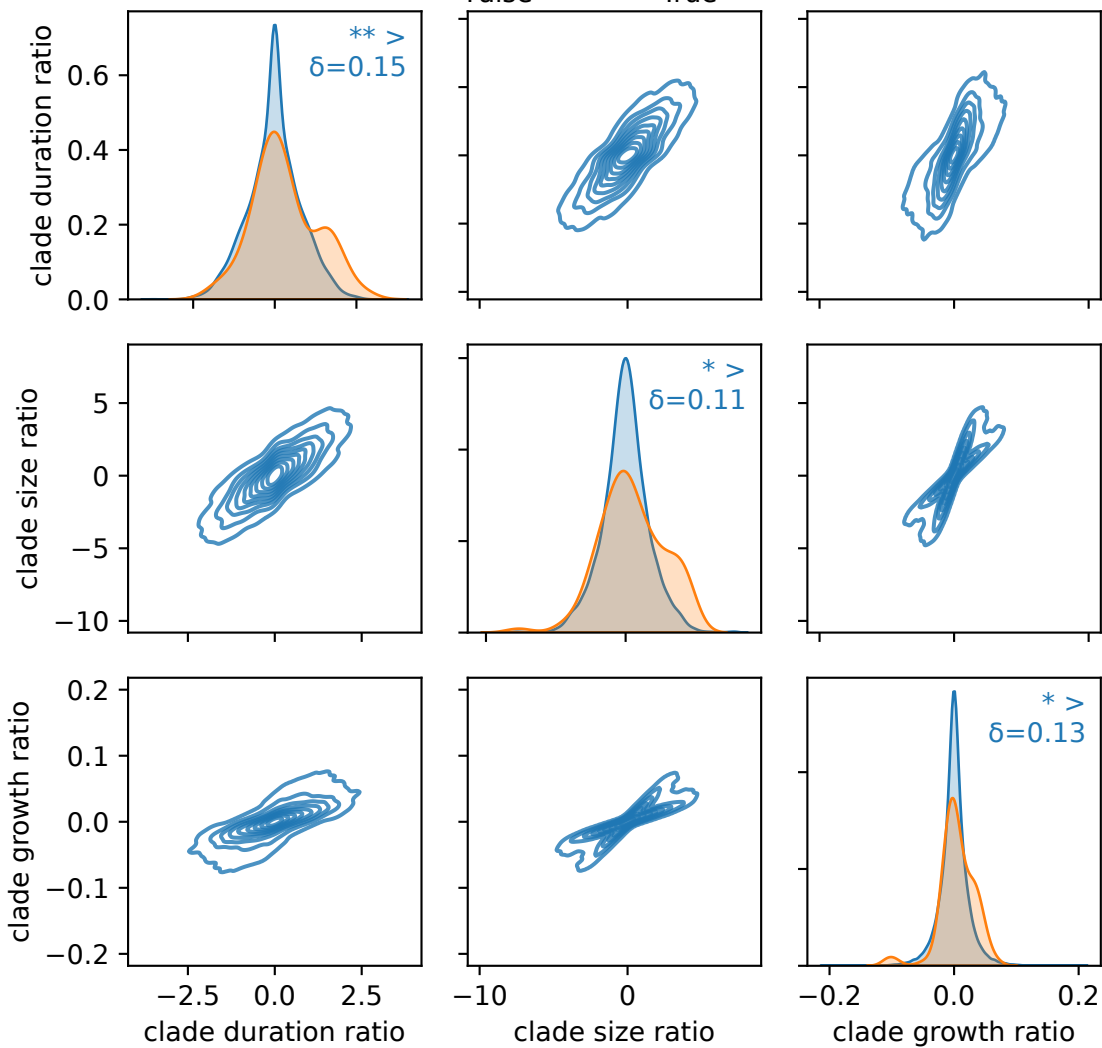 True
clade duration ratio
0.6
0.4
0.2
0.0
** >
δ=0.15
clade size ratio
5
0
−5
−10
* >
δ=0.11
clade growth ratio
0.2
0.1
0.0
−0.1
−0.2
* >
δ=0.13
−2.5 0.0 2.5
−10 0
−0.2 0.0 0.2
clade duration ratio
clade size ratio
clade growth ratio